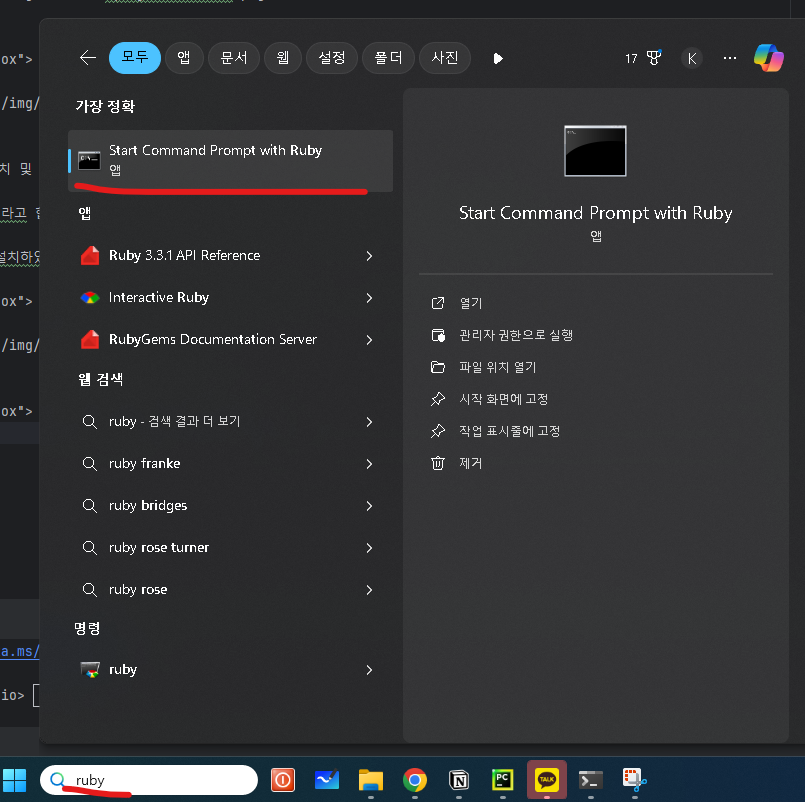 ox">
/img/
치 및
라고
설치하였
ox">
/img/
ox">
a.ms/
io>
모두 앱 문서 웹 설정 폴더 사진 17 K
가장 정확
Start Command Prompt with Ruby
앱
앱
Ruby 3.3.1 API Reference
Interactive Ruby
RubyGems Documentation Server
웹 검색
ruby - 검색 결과 더 보기
ruby franke
ruby bridges
ruby rose turner
ruby rose
명령
ruby
Start Command Prompt with Ruby
앱
열기
관리자 권한으로 실행
파일 위치 열기
시작 화면에 고정
작업 표시줄에 고정
제거
ruby
PC
TALK